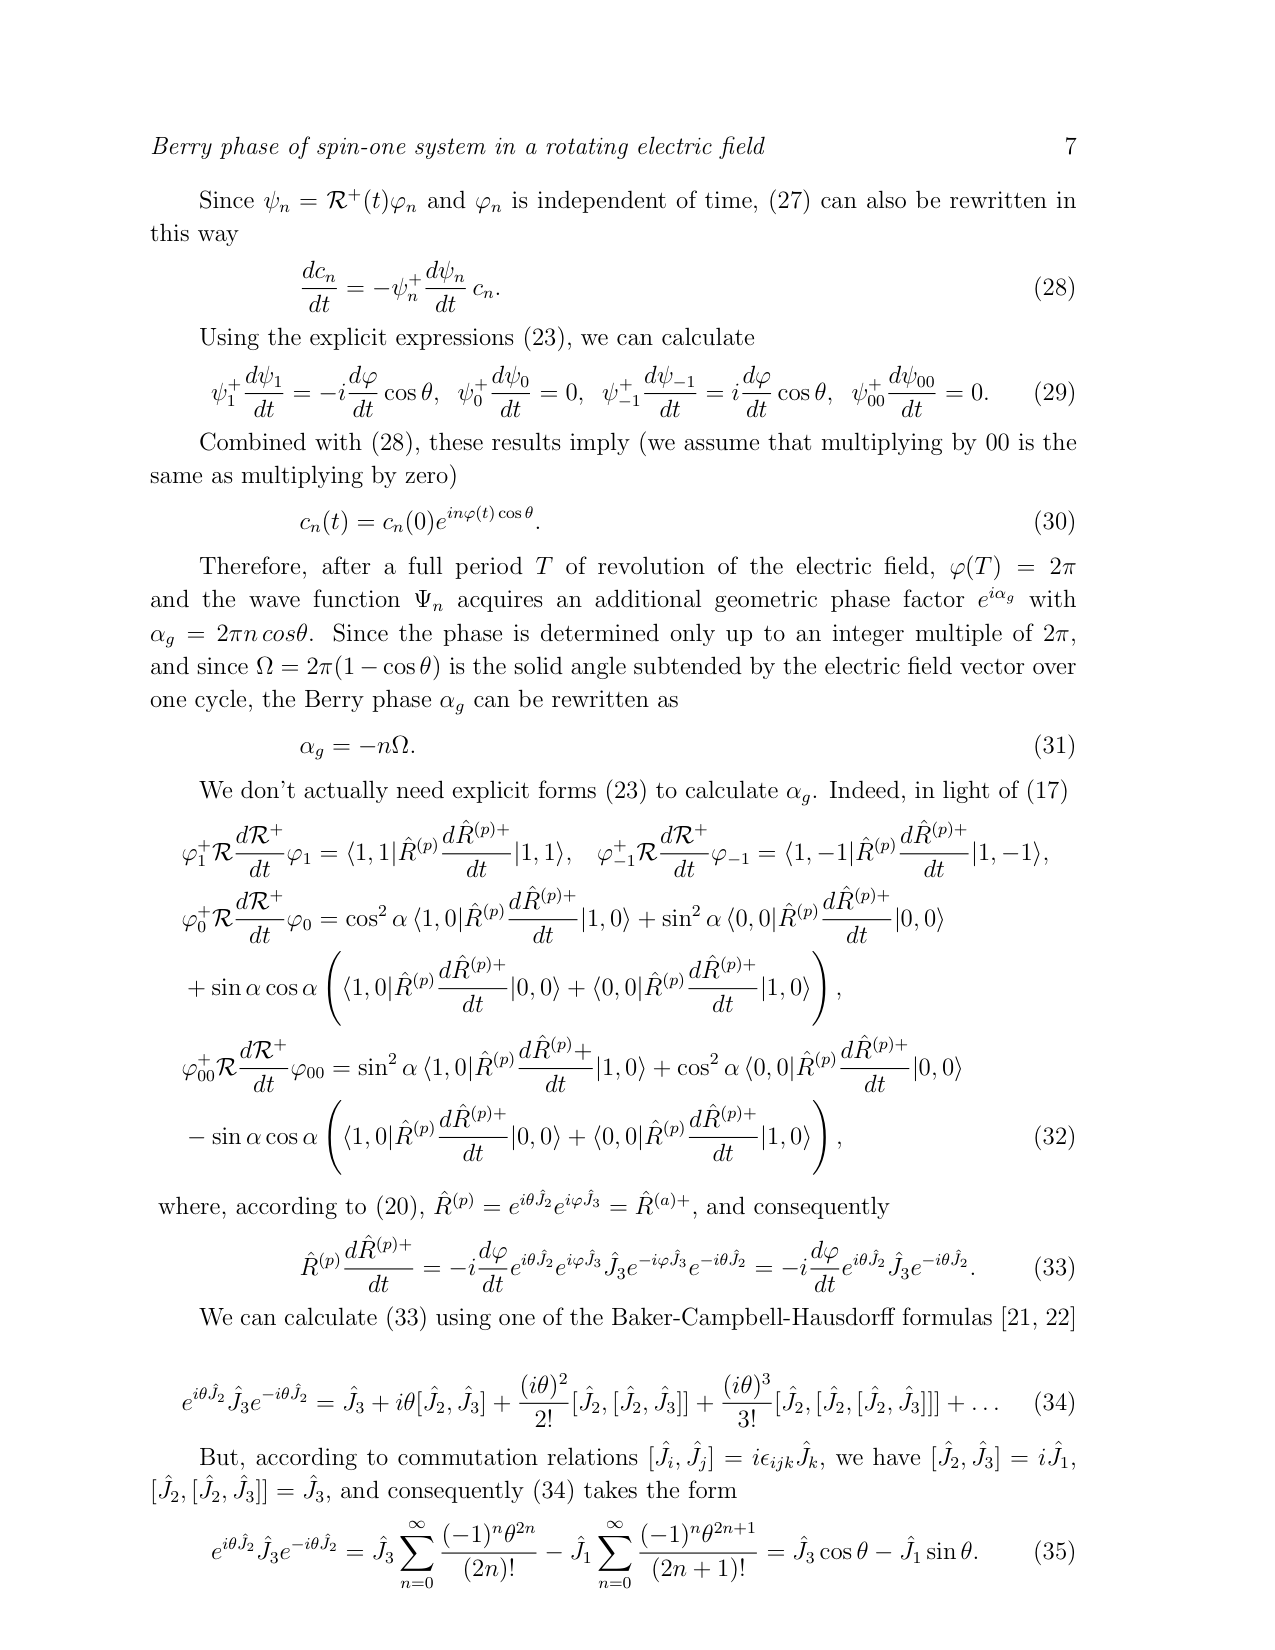 Berry phase of spin-one system in a rotating electric field 7
Since $\psi_n = \mathcal{R}^+(t)\varphi_n$ and $\varphi_n$ is independent of time, (27) can also be rewritten in
this way
$\frac{dc_n}{dt} = -\psi_n^+ \frac{d\psi_n}{dt} c_n.$ (28)
Using the explicit expressions (23), we can calculate
$\psi_1^+ \frac{d\psi_1}{dt} = -i\frac{d\varphi}{dt}\cos\theta, \;\; \psi_0^+ \frac{d\psi_0}{dt} = 0, \;\; \psi_{-1}^+ \frac{d\psi_{-1}}{dt} = i\frac{d\varphi}{dt}\cos\theta, \;\; \psi_{00}^+ \frac{d\psi_{00}}{dt} = 0.$ (29)
Combined with (28), these results imply (we assume that multiplying by 00 is the
same as multiplying by zero)
$c_n(t) = c_n(0)e^{in\varphi(t)\cos\theta}.$ (30)
Therefore, after a full period $T$ of revolution of the electric field, $\varphi(T) = 2\pi$
and the wave function $\Psi_n$ acquires an additional geometric phase factor $e^{i\alpha_g}$ with
$\alpha_g = 2\pi n\, cos\theta$. Since the phase is determined only up to an integer multiple of $2\pi$,
and since $\Omega = 2\pi(1 - \cos\theta)$ is the solid angle subtended by the electric field vector over
one cycle, the Berry phase $\alpha_g$ can be rewritten as
$\alpha_g = -n\Omega.$ (31)
We don't actually need explicit forms (23) to calculate $\alpha_g$. Indeed, in light of (17)
$\varphi_1^+ \mathcal{R}\frac{d\mathcal{R}^+}{dt}\varphi_1 = \langle 1,1|\hat{R}^{(p)}\frac{d\hat{R}^{(p)+}}{dt}|1,1\rangle, \;\; \varphi_{-1}^+ \mathcal{R}\frac{d\mathcal{R}^+}{dt}\varphi_{-1} = \langle 1,-1|\hat{R}^{(p)}\frac{d\hat{R}^{(p)+}}{dt}|1,-1\rangle,$
$\varphi_0^+ \mathcal{R}\frac{d\mathcal{R}^+}{dt}\varphi_0 = \cos^2\alpha\, \langle 1,0|\hat{R}^{(p)}\frac{d\hat{R}^{(p)+}}{dt}|1,0\rangle + \sin^2\alpha\, \langle 0,0|\hat{R}^{(p)}\frac{d\hat{R}^{(p)+}}{dt}|0,0\rangle$
$+ \sin\alpha\cos\alpha \left( \langle 1,0|\hat{R}^{(p)}\frac{d\hat{R}^{(p)+}}{dt}|0,0\rangle + \langle 0,0|\hat{R}^{(p)}\frac{d\hat{R}^{(p)+}}{dt}|1,0\rangle \right),$
$\varphi_{00}^+ \mathcal{R}\frac{d\mathcal{R}^+}{dt}\varphi_{00} = \sin^2\alpha\, \langle 1,0|\hat{R}^{(p)}\frac{d\hat{R}^{(p)}+}{dt}|1,0\rangle + \cos^2\alpha\, \langle 0,0|\hat{R}^{(p)}\frac{d\hat{R}^{(p)+}}{dt}|0,0\rangle$
$- \sin\alpha\cos\alpha \left( \langle 1,0|\hat{R}^{(p)}\frac{d\hat{R}^{(p)+}}{dt}|0,0\rangle + \langle 0,0|\hat{R}^{(p)}\frac{d\hat{R}^{(p)+}}{dt}|1,0\rangle \right),$ (32)
where, according to (20), $\hat{R}^{(p)} = e^{i\theta\hat{J}_2}e^{i\varphi\hat{J}_3} = \hat{R}^{(a)+}$, and consequently
$\hat{R}^{(p)}\frac{d\hat{R}^{(p)+}}{dt} = -i\frac{d\varphi}{dt}e^{i\theta\hat{J}_2}e^{i\varphi\hat{J}_3}\hat{J}_3e^{-i\varphi\hat{J}_3}e^{-i\theta\hat{J}_2} = -i\frac{d\varphi}{dt}e^{i\theta\hat{J}_2}\hat{J}_3e^{-i\theta\hat{J}_2}.$ (33)
We can calculate (33) using one of the Baker-Campbell-Hausdorff formulas [21, 22]
$e^{i\theta\hat{J}_2}\hat{J}_3e^{-i\theta\hat{J}_2} = \hat{J}_3 + i\theta[\hat{J}_2,\hat{J}_3] + \frac{(i\theta)^2}{2!}[\hat{J}_2,[\hat{J}_2,\hat{J}_3]] + \frac{(i\theta)^3}{3!}[\hat{J}_2,[\hat{J}_2,[\hat{J}_2,\hat{J}_3]]] + \ldots$ (34)
But, according to commutation relations $[\hat{J}_i,\hat{J}_j] = i\epsilon_{ijk}\hat{J}_k$, we have $[\hat{J}_2,\hat{J}_3] = i\hat{J}_1$,
$[\hat{J}_2,[\hat{J}_2,\hat{J}_3]] = \hat{J}_3$, and consequently (34) takes the form
$e^{i\theta\hat{J}_2}\hat{J}_3e^{-i\theta\hat{J}_2} = \hat{J}_3\sum_{n=0}^{\infty}\frac{(-1)^n\theta^{2n}}{(2n)!} - \hat{J}_1\sum_{n=0}^{\infty}\frac{(-1)^n\theta^{2n+1}}{(2n+1)!} = \hat{J}_3\cos\theta - \hat{J}_1\sin\theta.$ (35)